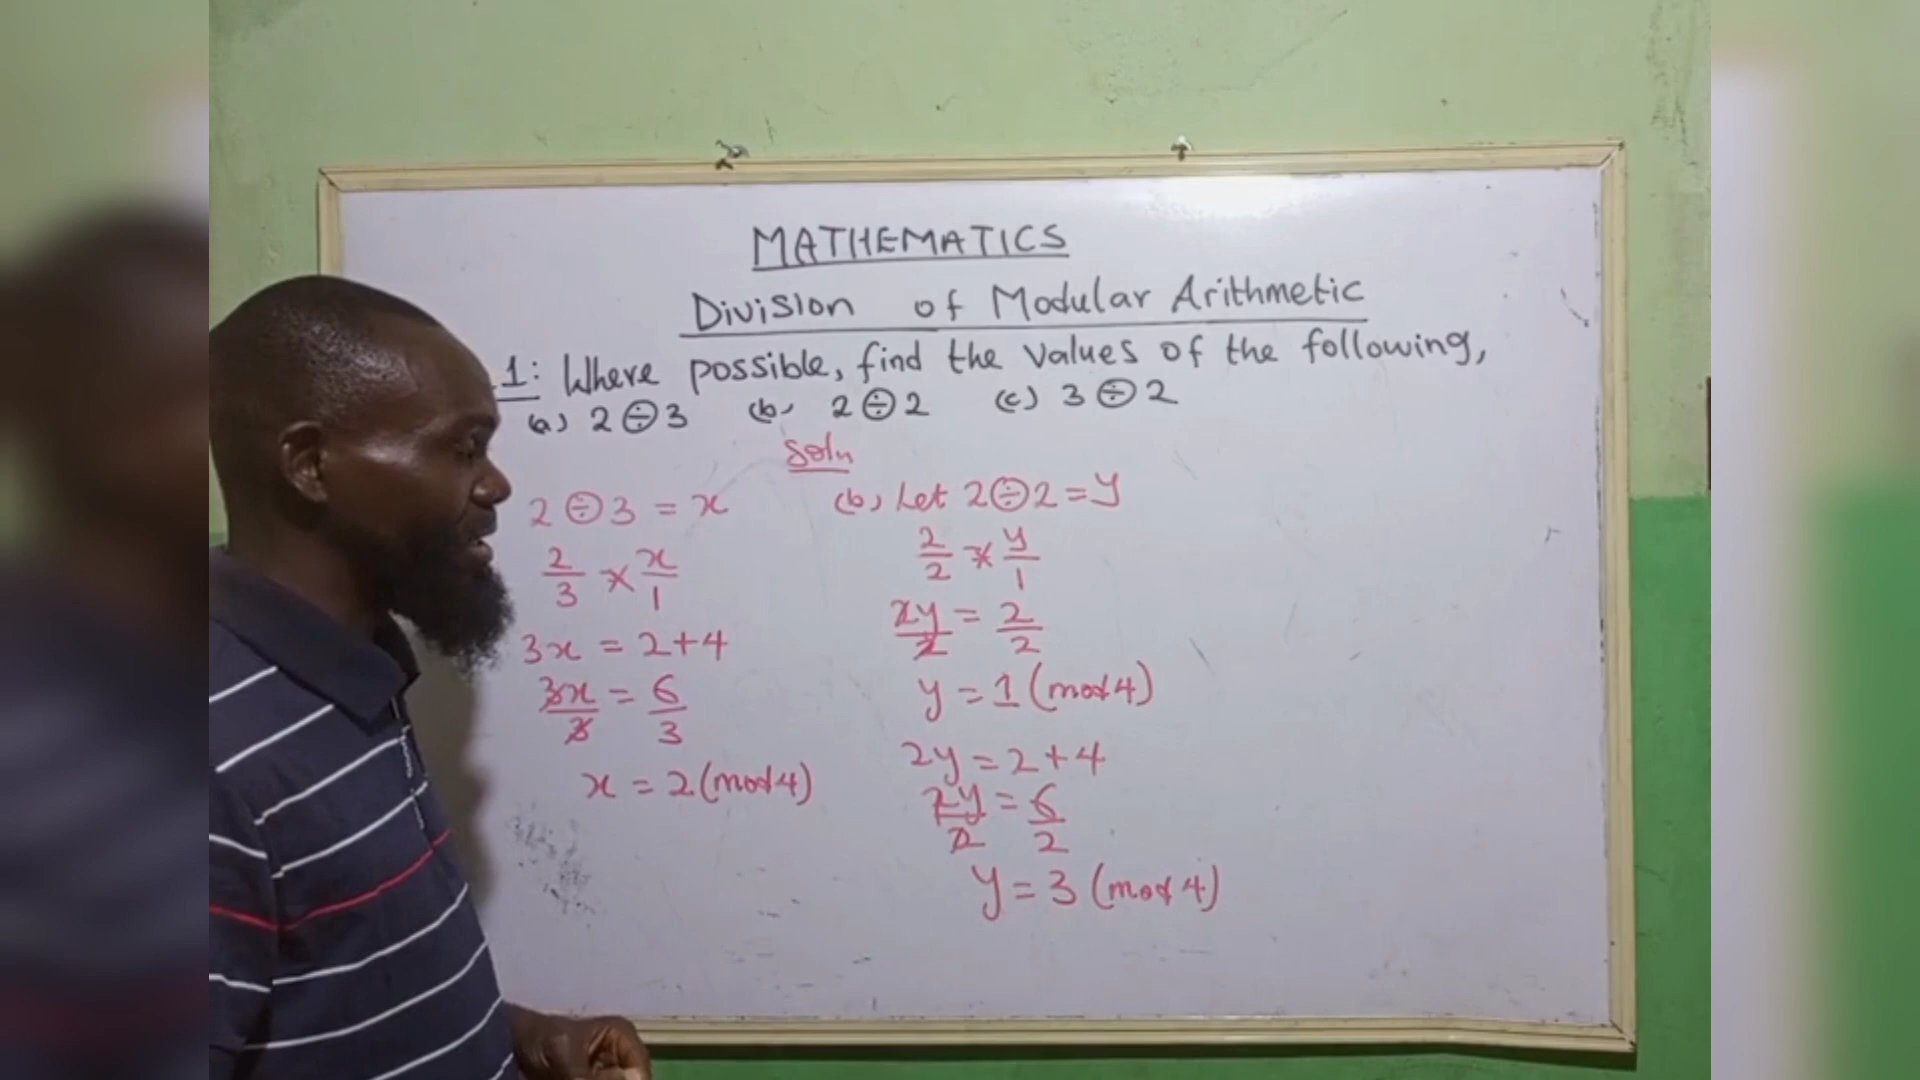 MATHEMATICS
Division of Modular Arithmetic
1: Where possible, find the values of the following,
(a) 2 ⊕ 3 (b) 2 ⊕ 2 (c) 3 ⊕ 2
Soln
2 ⨸ 3 = x
2/3 × x/1
3x = 2+4
3x/3 = 6/3
x = 2 (mod 4)
(b) Let 2 ⨸ 2 = y
2/2 × y/1
2y/2 = 2/2
y = 1 (mod 4)
2y = 2+4
2y/2 = 6/2
y = 3 (mod 4)